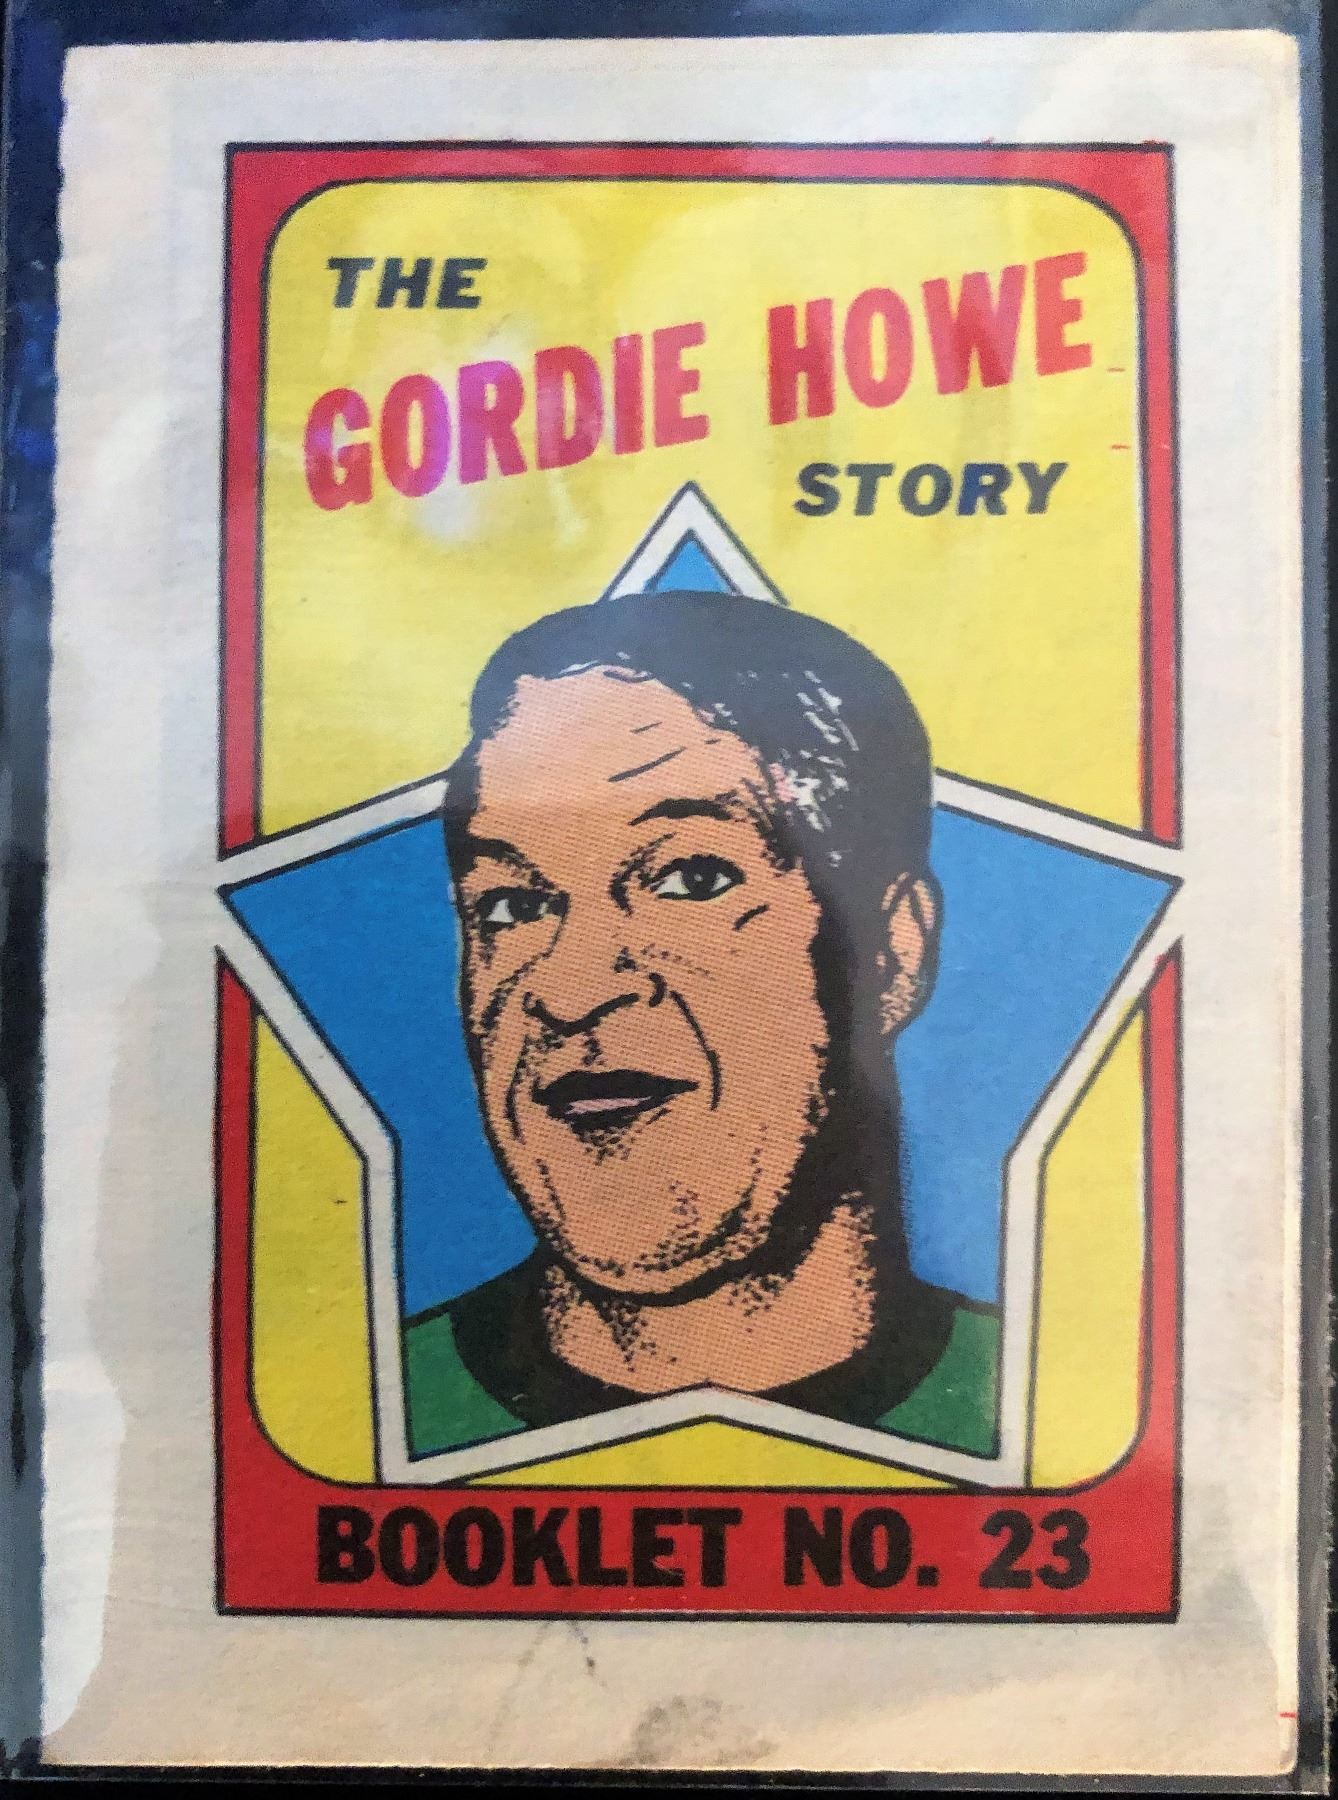 THE
GORDIE HOWE
STORY
BOOKLET NO. 23